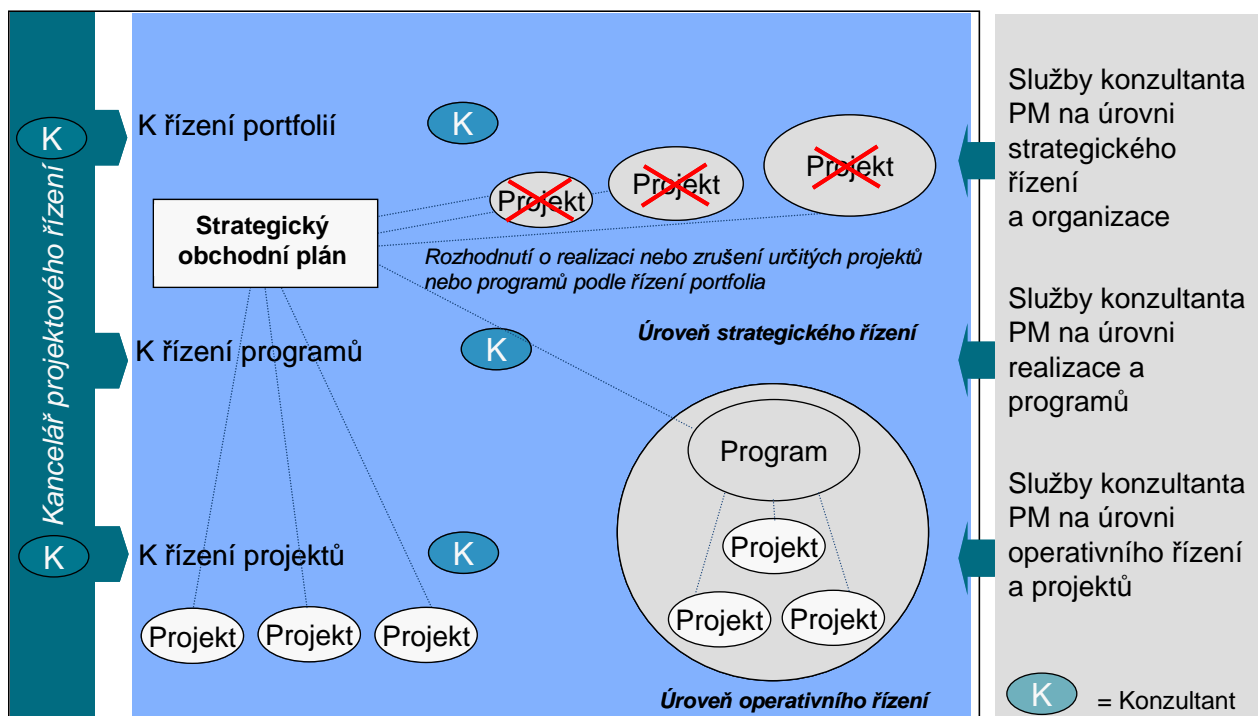 Kancelář projektového řízení
K
K
K řízení portfolií
K
Projekt
Projekt
Projekt
Strategický
obchodní plán
Rozhodnutí o realizaci nebo zrušení určitých projektů
nebo programů podle řízení portfolia
Úroveň strategického řízení
K řízení programů
K
Program
Projekt
Projekt
Projekt
K řízení projektů
K
Projekt
Projekt
Projekt
Úroveň operativního řízení
Služby konzultanta
PM na úrovni
strategického
řízení
a organizace
Služby konzultanta
PM na úrovni
realizace a
programů
Služby konzultanta
PM na úrovni
operativního řízení
a projektů
K = Konzultant